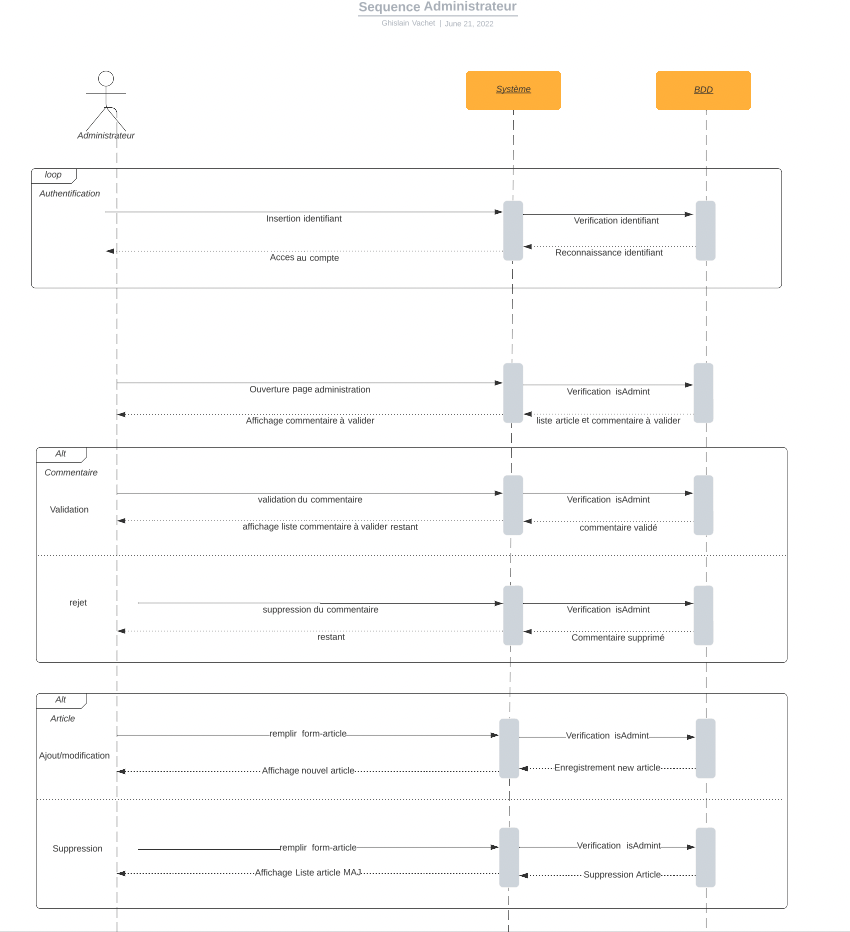 Sequence Administrateur
Ghislain Vachet | June 21, 2022
Système
BDD
Administrateur
loop
Authentification
Insertion identifiant
Verification identifiant
Acces au compte
Reconnaissance identifiant
Ouverture page administration
Verification isAdmint
Affichage commentaire à valider
liste article et commentaire à valider
Alt
Commentaire
Validation
validation du commentaire
Verification isAdmint
affichage liste commentaire à valider restant
commentaire validé
rejet
suppression du commentaire
Verification isAdmint
restant
Commentaire supprimé
Alt
Article
Ajout/modification
remplir form-article
Verification isAdmint
Affichage nouvel article
Enregistrement new article
Suppression
remplir form-article
Verification isAdmint
Affichage Liste article MAJ
Suppression Article